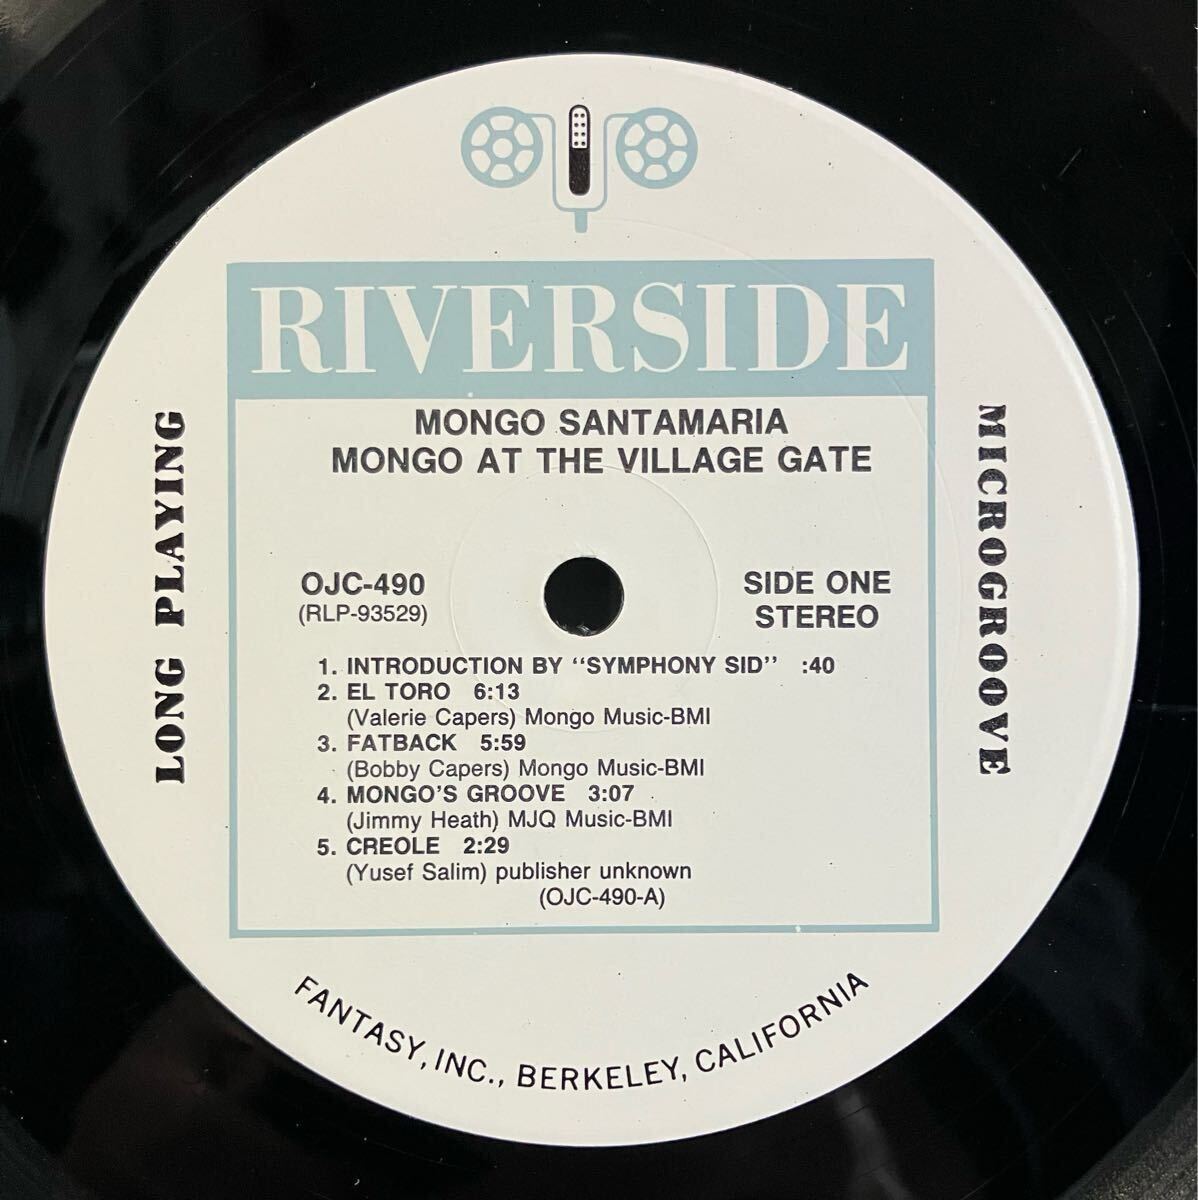 RIVERSIDE
MONGO SANTAMARIA
MONGO AT THE VILLAGE GATE
LONG PLAYING
MICROGROOVE
OJC-490
(RLP-93529)
SIDE ONE
STEREO
1. INTRODUCTION BY "SYMPHONY SID" :40
2. EL TORO 6:13
(Valerie Capers) Mongo Music-BMI
3. FATBACK 5:59
(Bobby Capers) Mongo Music-BMI
4. MONGO'S GROOVE 3:07
(Jimmy Heath) MJQ Music-BMI
5. CREOLE 2:29
(Yusef Salim) publisher unknown
(OJC-490-A)
FANTASY, INC., BERKELEY, CALIFORNIA